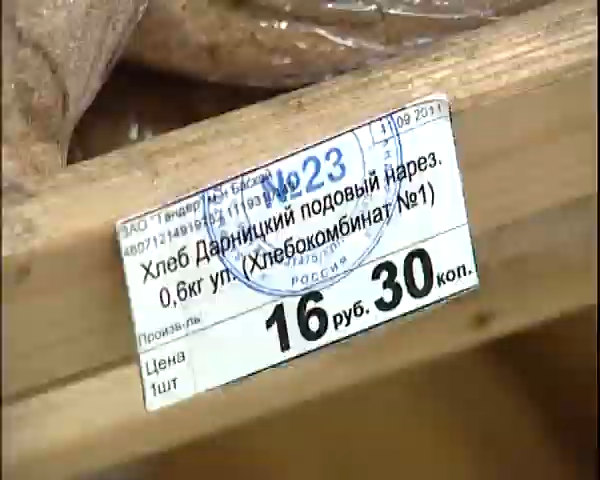 ЗАО "Тандер"
09 2011
№23
Хлеб Дарницкий подовый нарез.
0,6кг уп. (Хлебокомбинат №1)
РОССИЯ
Произв-ль
16 руб. 30 коп.
Цена
1шт